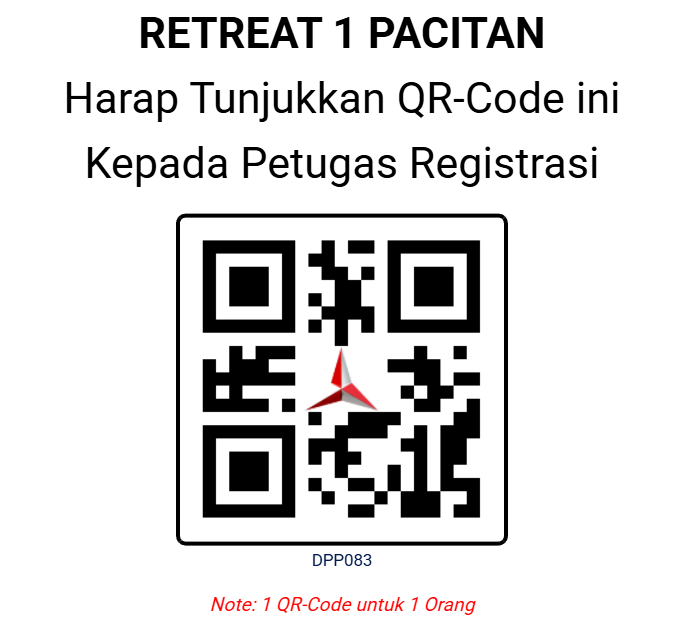 RETREAT 1 PACITAN
Harap Tunjukkan QR-Code ini
Kepada Petugas Registrasi
DPP083
Note: 1 QR-Code untuk 1 Orang